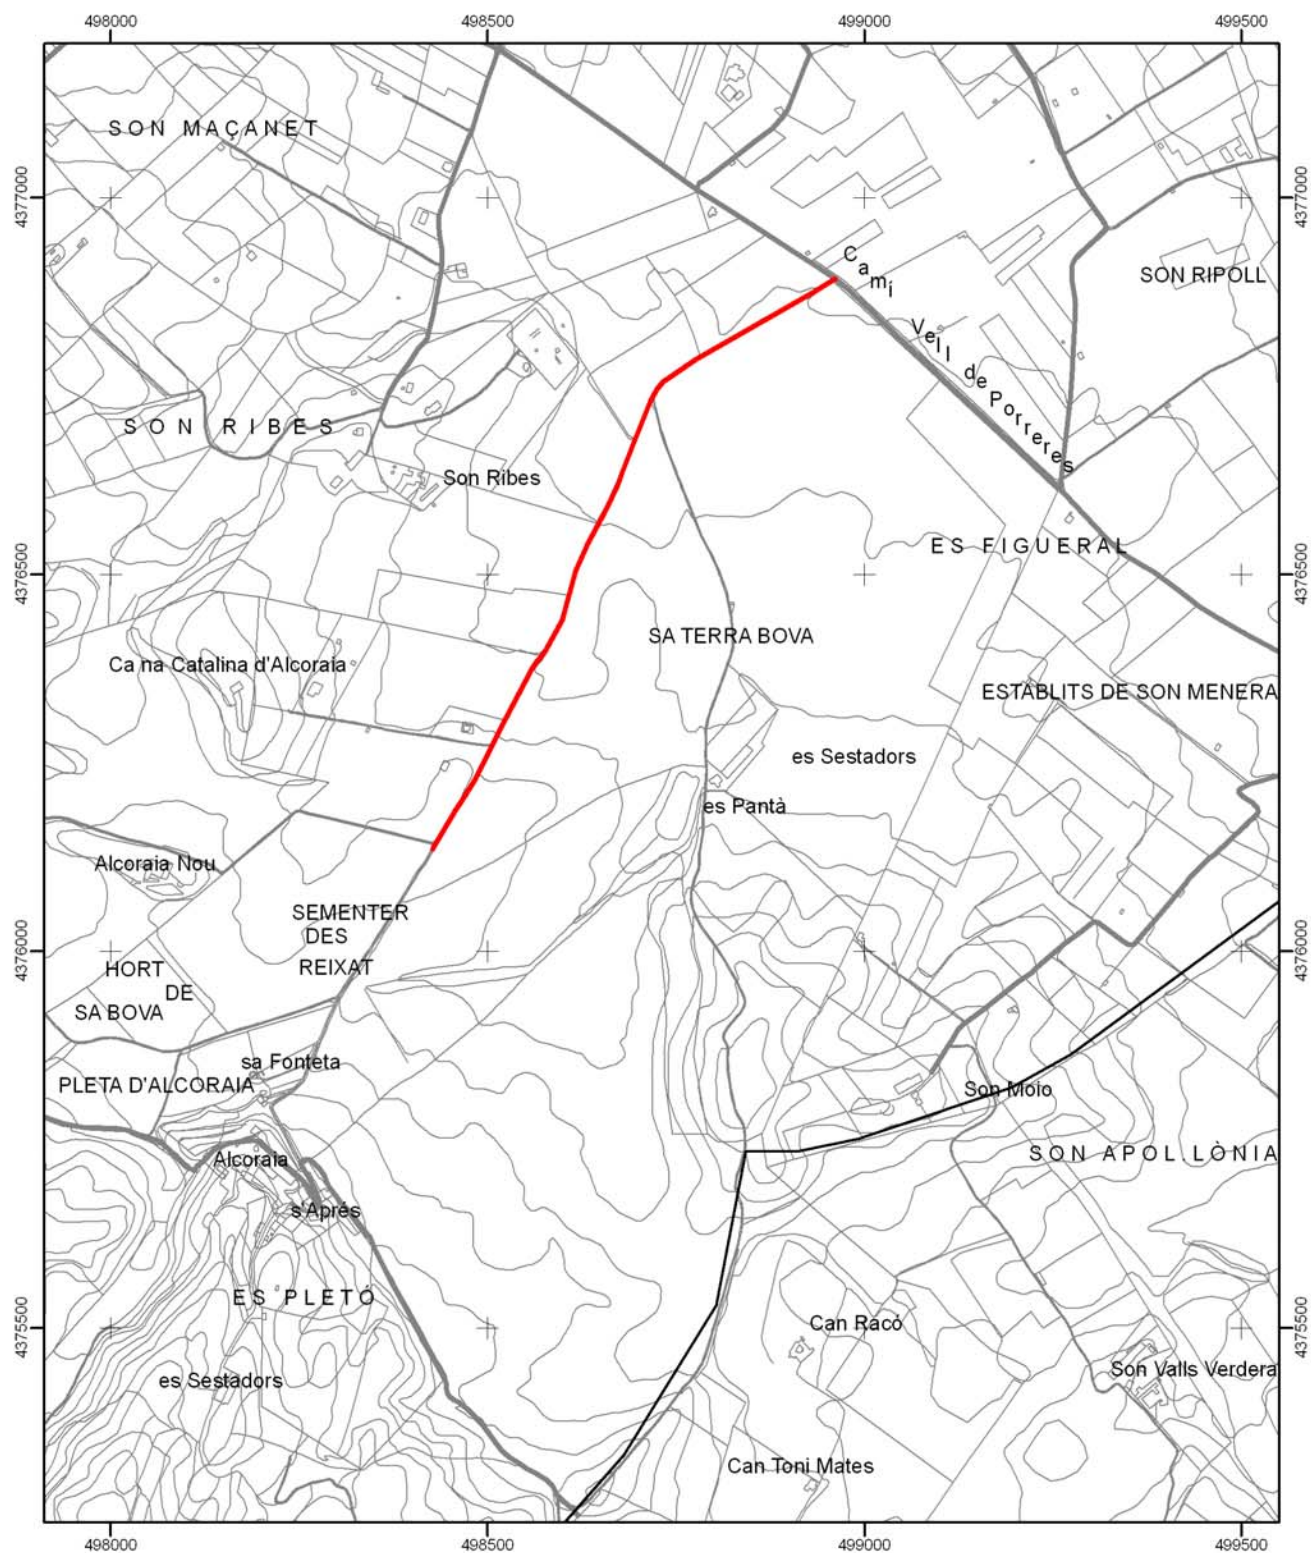 498000 498500 499000 499500
SON MAÇANET
4377000
4377000
Camí
Vell de Porreres
SON RIPOLL
SON RIBES
Son Ribes
ES FIGUERAL
4376500
4376500
SA TERRA BOVA
Ca na Catalina d'Alcoraia
ESTABLITS DE SON MENERA
es Sestadors
es Pantà
Alcoraia Nou
SEMENTER
DES
REIXAT
4376000
4376000
HORT
DE
SA BOVA
sa Fonteta
PLETA D'ALCORAIA
Son Moio
SON APOL.LÒNIA
Alcoraia
s'Aprés
ES PLETÓ
Can Racó
4375500
4375500
Son Valls Verdera
es Sestadors
Can Toni Mates
498000 498500 499000 499500